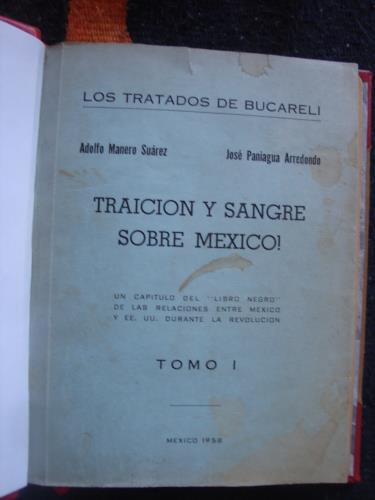 LOS TRATADOS DE BUCARELI
Adolfo Manero Suárez José Paniagua Arredondo
TRAICION Y SANGRE
SOBRE MEXICO!
UN CAPITULO DEL "LIBRO NEGRO"
DE LAS RELACIONES ENTRE MEXICO
Y EE. UU. DURANTE LA REVOLUCION
TOMO I
MEXICO 1958